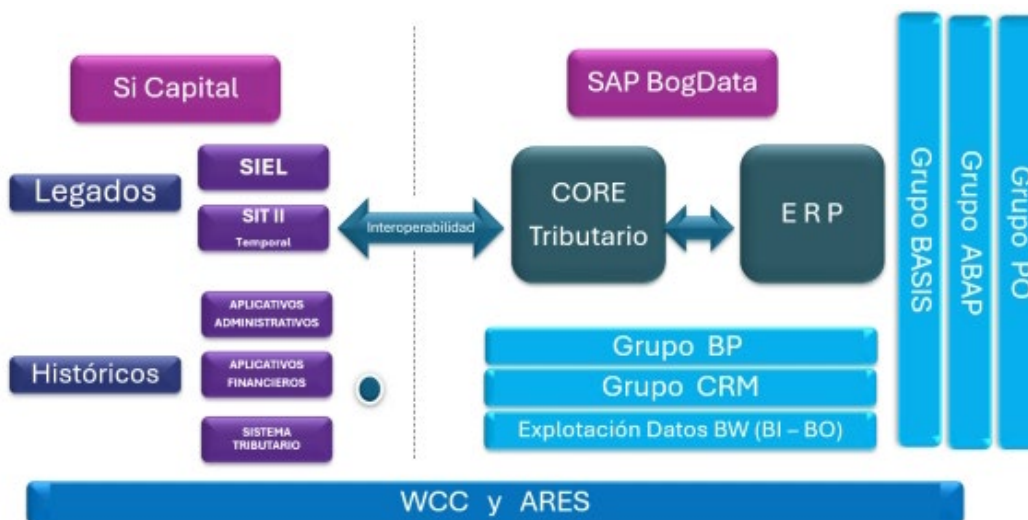 Si Capital
SAP BogData
Legados
SIEL
SIT II
Temporal
Interoperabilidad
CORE
Tributario
E R P
Históricos
APLICATIVOS
ADMINISTRATIVOS
APLICATIVOS
FINANCIEROS
SISTEMA
TRIBUTARIO
Grupo BP
Grupo CRM
Explotación Datos BW (BI – BO)
Grupo BASIS
Grupo ABAP
Grupo PO
WCC y ARES